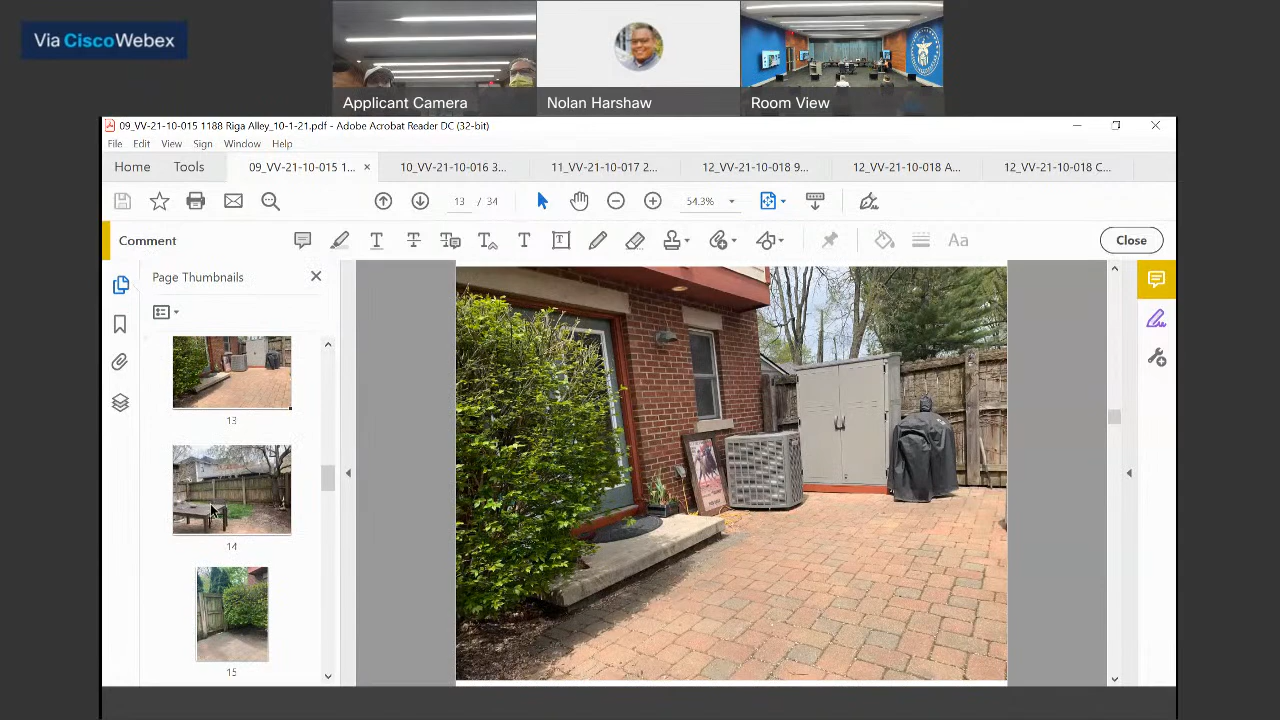 Via Cisco Webex
Applicant Camera
Nolan Harshaw
Room View
09_VV-21-10-015 1188 Riga Alley_10-1-21.pdf - Adobe Acrobat Reader DC (32-bit)
File Edit View Sign Window Help
Home Tools 09_VV-21-10-015 1... 10_VV-21-10-016 3... 11_VV-21-10-017 2... 12_VV-21-10-018 9... 12_VV-21-10-018 A... 12_VV-21-10-018 C...
13 / 34 54.3%
Comment Aa Close
Page Thumbnails
13
14
15